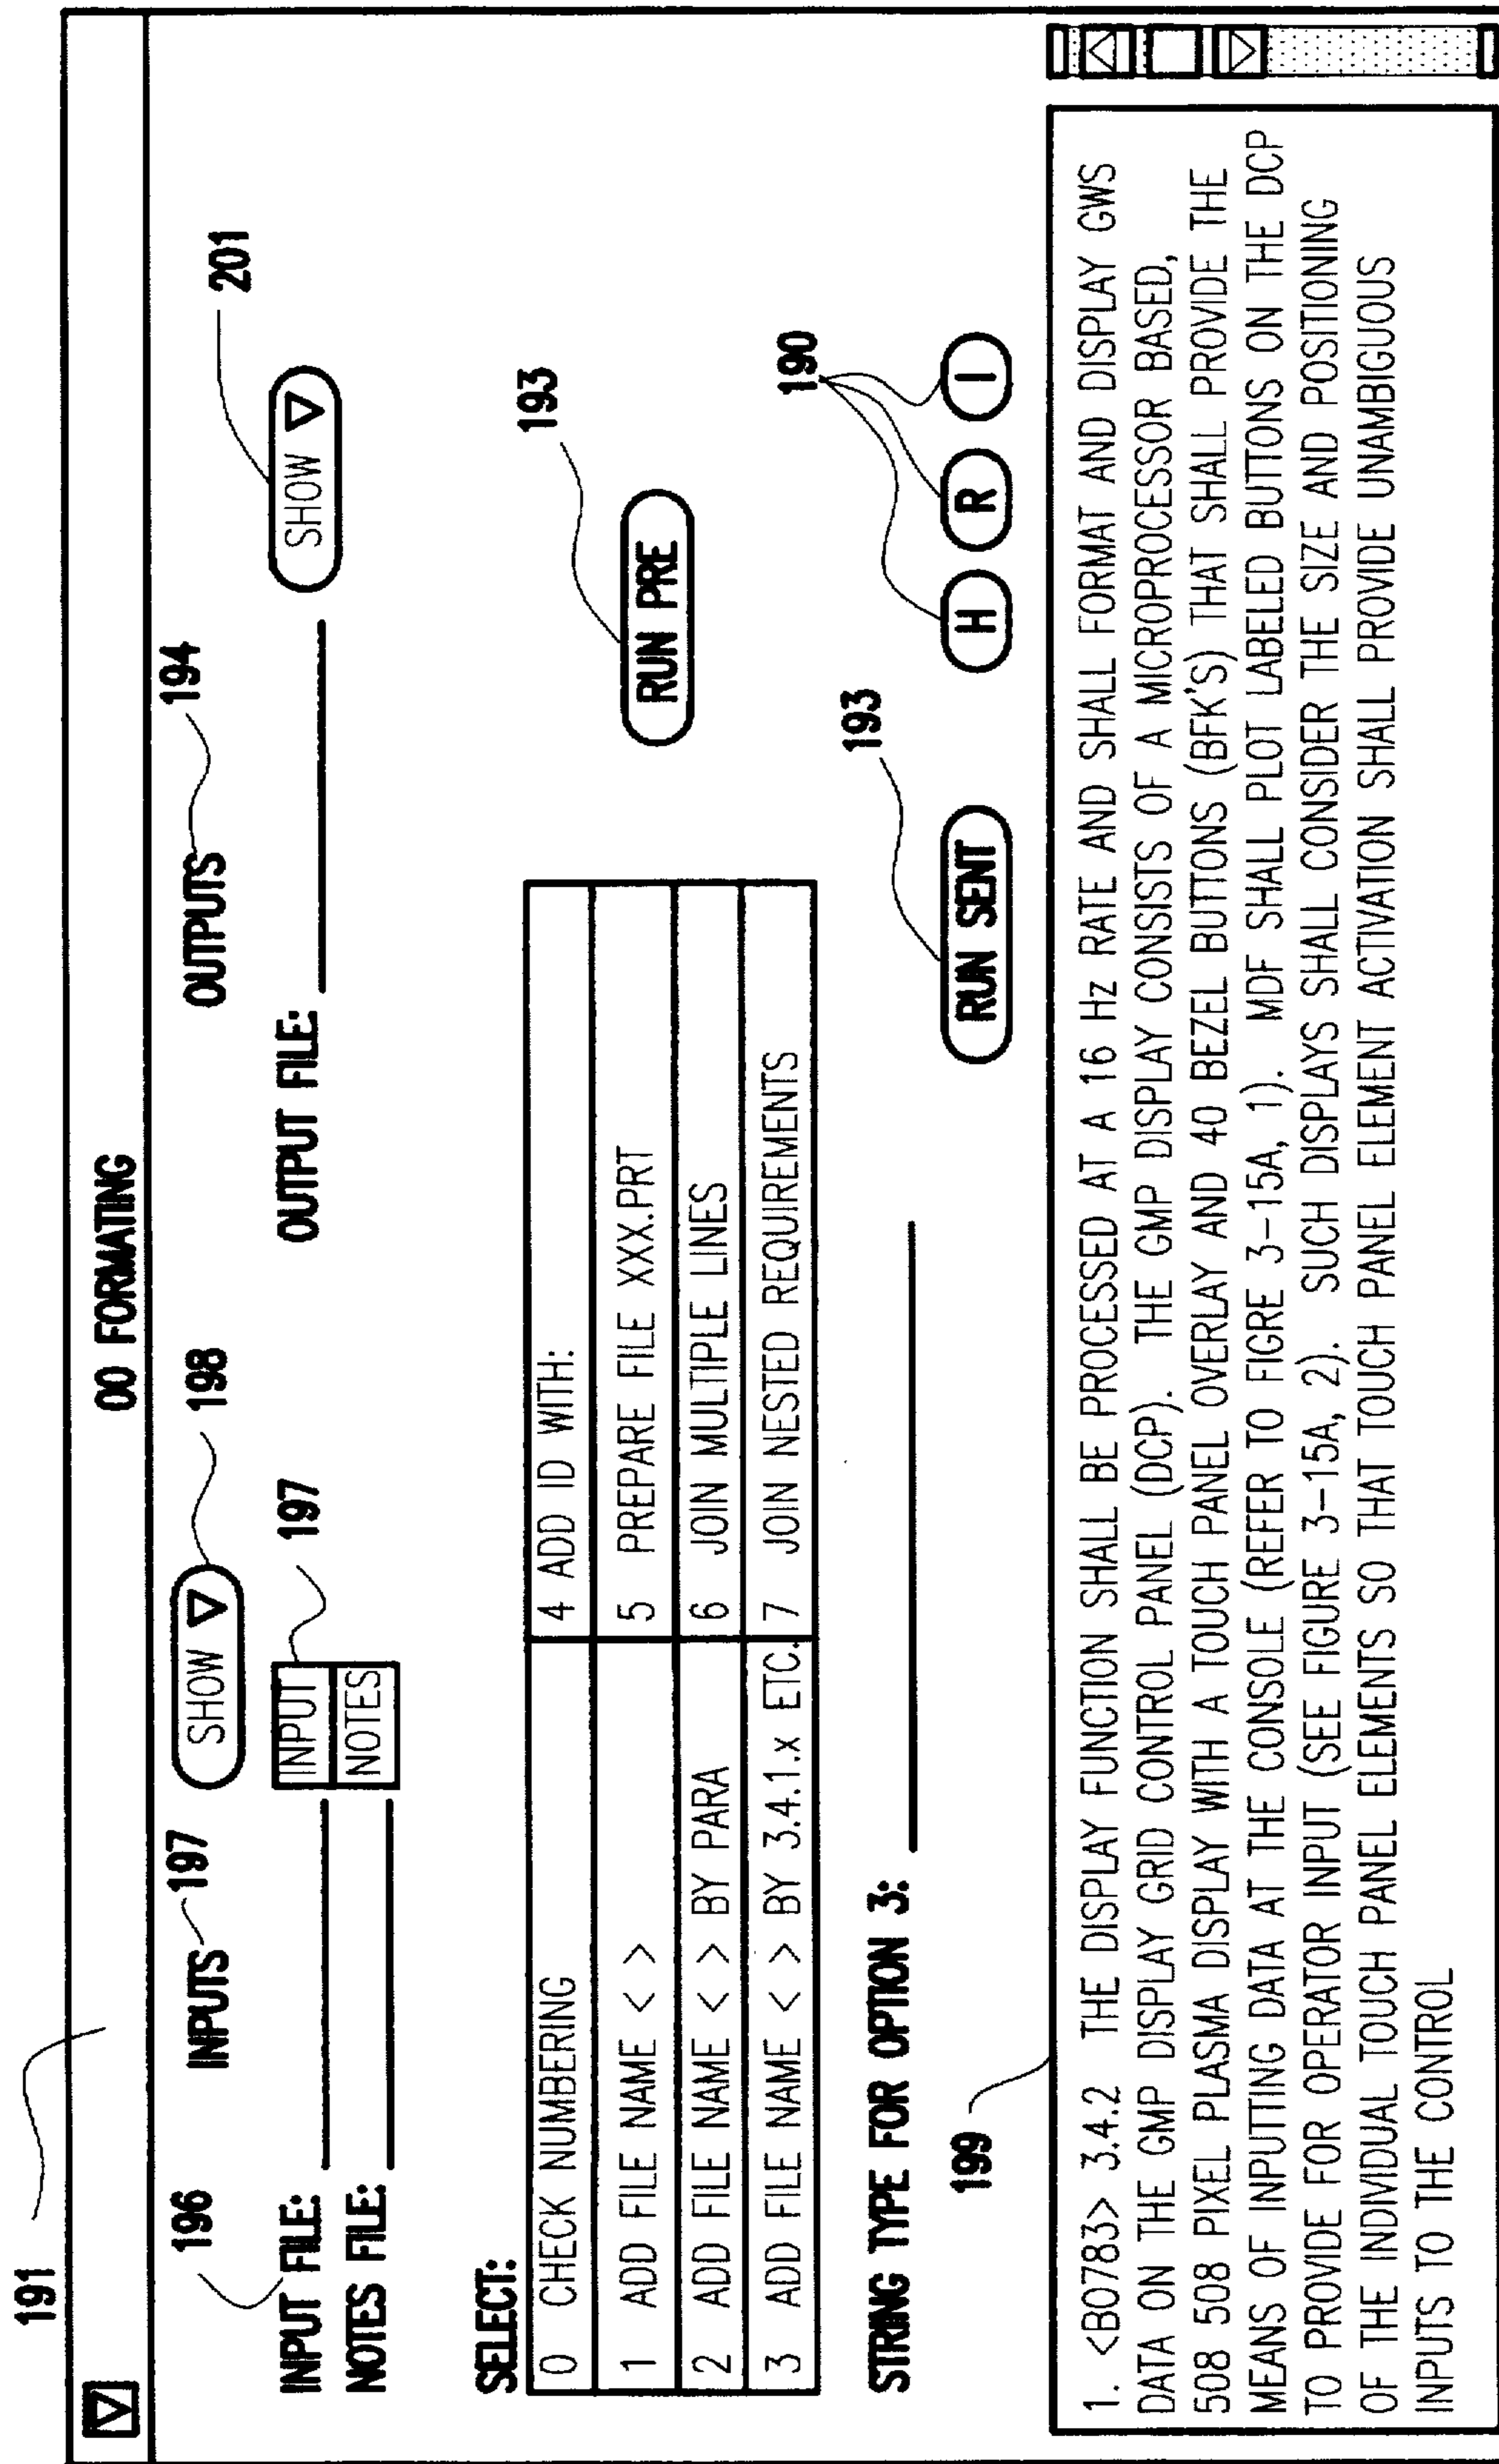 191
00 FORMATING
196
INPUTS 197
SHOW
198
OUTPUTS 194
201
INPUT FILE:
INPUT
197
OUTPUT FILE:
SHOW
NOTES FILE:
NOTES
SELECT:
0 CHECK NUMBERING
4 ADD ID WITH:
1 ADD FILE NAME < >
5 PREPARE FILE XXX.PRT
2 ADD FILE NAME < > BY PARA
6 JOIN MULTIPLE LINES
3 ADD FILE NAME < > BY 3.4.1.x ETC.
7 JOIN NESTED REQUIREMENTS
RUN PRE
193
STRING TYPE FOR OPTION 3:
193
190
199
RUN SENT
H
R
I
1. <B0783> 3.4.2 THE DISPLAY FUNCTION SHALL BE PROCESSED AT A 16 Hz RATE AND SHALL FORMAT AND DISPLAY GWS
DATA ON THE GMP DISPLAY GRID CONTROL PANEL (DCP). THE GMP DISPLAY CONSISTS OF A MICROPROCESSOR BASED,
508 508 PIXEL PLASMA DISPLAY WITH A TOUCH PANEL OVERLAY AND 40 BEZEL BUTTONS (BFK'S) THAT SHALL PROVIDE THE
MEANS OF INPUTTING DATA AT THE CONSOLE (REFER TO FIGRE 3-15A, 1). MDF SHALL PLOT LABELED BUTTONS ON THE DCP
TO PROVIDE FOR OPERATOR INPUT (SEE FIGURE 3-15A, 2). SUCH DISPLAYS SHALL CONSIDER THE SIZE AND POSITIONING
OF THE INDIVIDUAL TOUCH PANEL ELEMENTS SO THAT TOUCH PANEL ELEMENT ACTIVATION SHALL PROVIDE UNAMBIGUOUS
INPUTS TO THE CONTROL